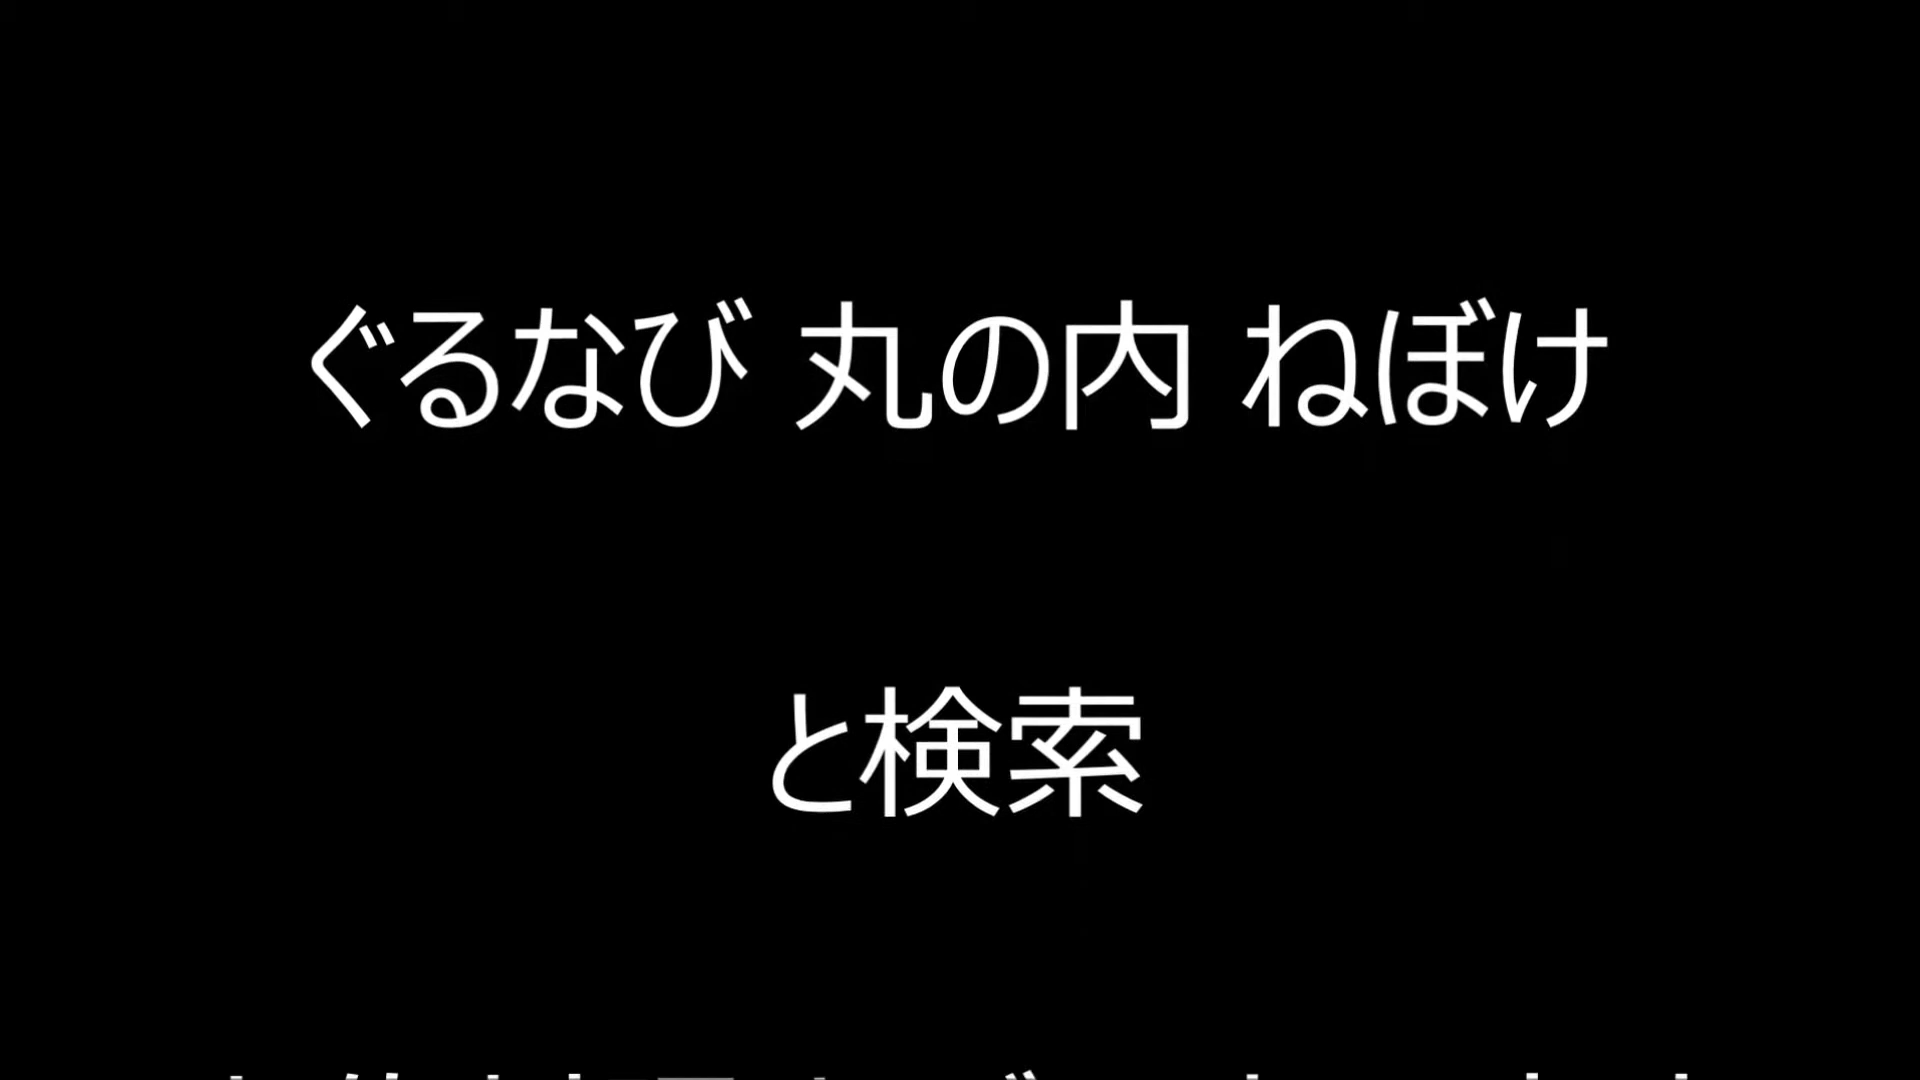 ぐるなび 丸の内 ねぼけ
と検索